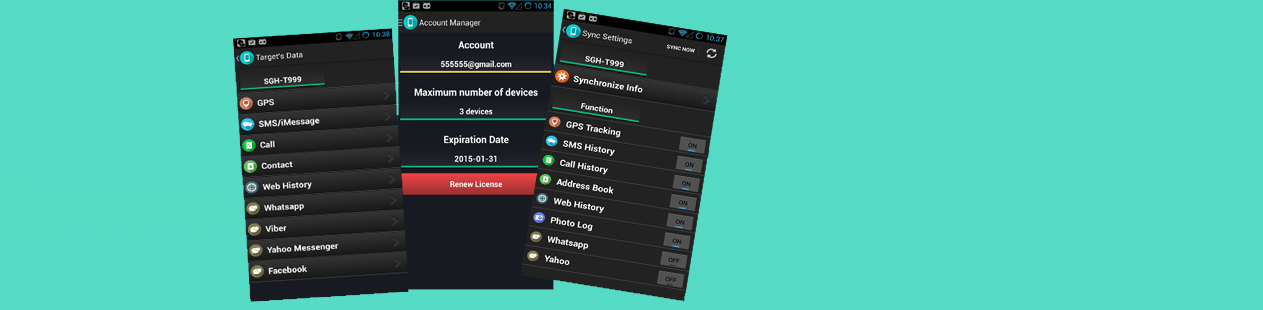 10:38
Target's Data
SGH-T999
GPS
SMS/iMessage
Call
Contact
Web History
Whatsapp
Viber
Yahoo Messenger
Facebook
10:34
Account Manager
Account
555555@gmail.com
Maximum number of devices
3 devices
Expiration Date
2015-01-31
Renew License
10:37
Sync Settings
SYNC NOW
SGH-T999
Synchronize Info
Function
GPS Tracking
ON
SMS History
ON
Call History
ON
Address Book
ON
Web History
ON
Photo Log
ON
Whatsapp
OFF
Yahoo
OFF